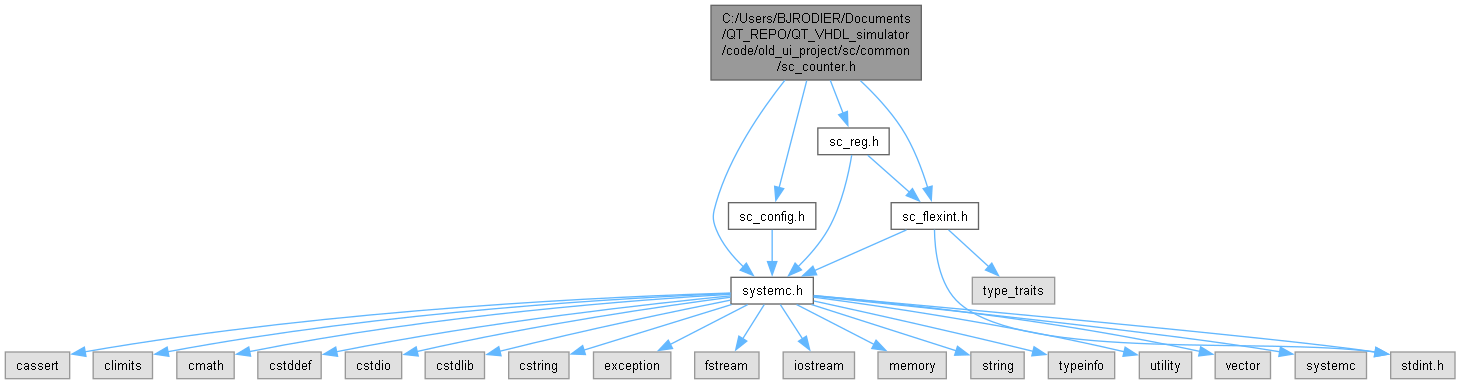 C:/Users/BJRODIER/Documents
/QT_REPO/QT_VHDL_simulator
/code/old_ui_project/sc/common
/sc_counter.h
sc_reg.h
sc_config.h
sc_flexint.h
systemc.h
type_traits
cassert
climits
cmath
cstddef
cstdio
cstdlib
cstring
exception
fstream
iostream
memory
string
typeinfo
utility
vector
systemc
stdint.h